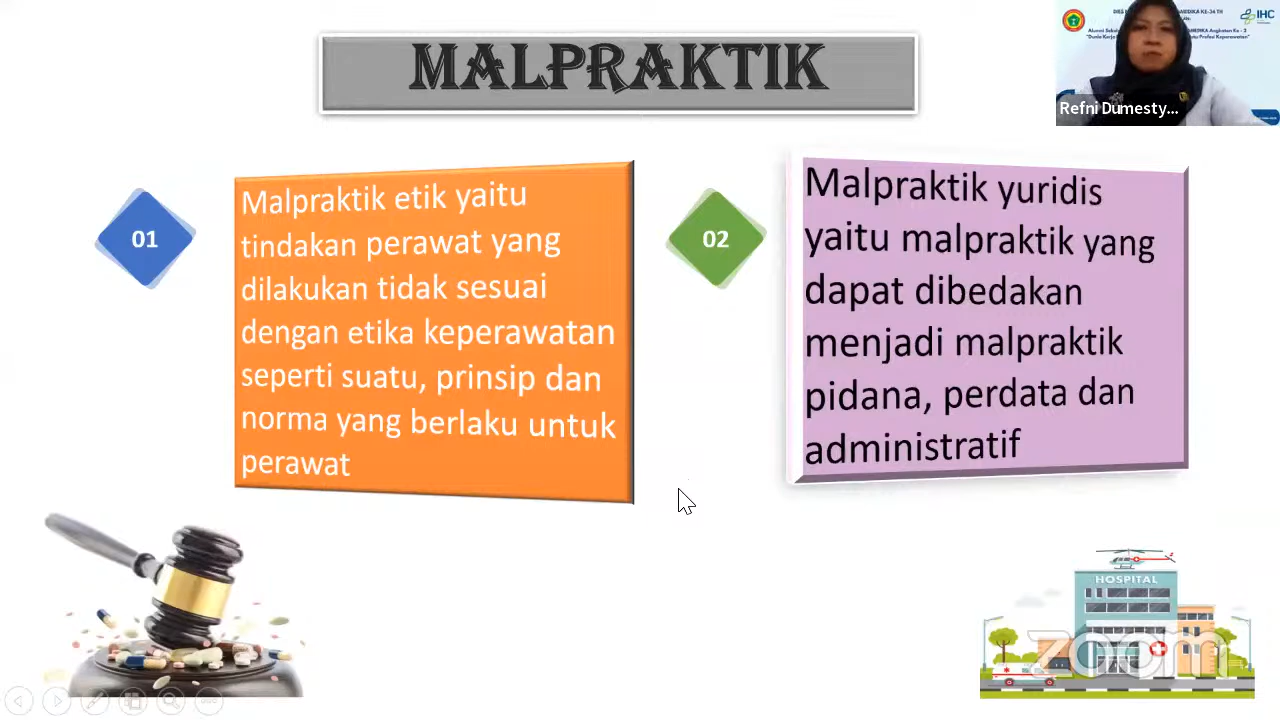 MALPRAKTIK
IHC
Refni Dumesty...
01
Malpraktik etik yaitu
tindakan perawat yang
dilakukan tidak sesuai
dengan etika keperawatan
seperti suatu, prinsip dan
norma yang berlaku untuk
perawat
02
Malpraktik yuridis
yaitu malpraktik yang
dapat dibedakan
menjadi malpraktik
pidana, perdata dan
administratif
HOSPITAL
zoom